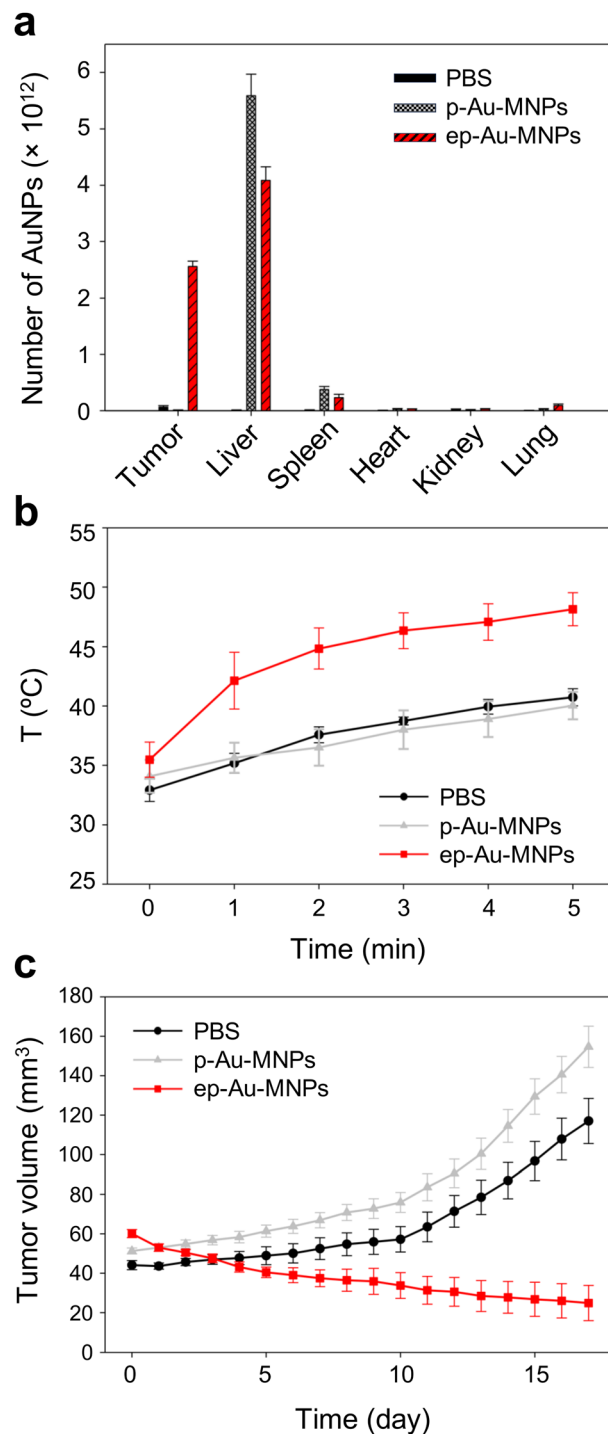 a
Number of AuNPs (× 10¹²)
6
5
4
3
2
1
0
PBS
p-Au-MNPs
ep-Au-MNPs
Tumor
Liver
Spleen
Heart
Kidney
Lung
b
T (ºC)
55
50
45
40
35
30
25
PBS
p-Au-MNPs
ep-Au-MNPs
0 1 2 3 4 5
Time (min)
c
Tumor volume (mm³)
180
160
140
120
100
80
60
40
20
0
PBS
p-Au-MNPs
ep-Au-MNPs
0 5 10 15
Time (day)